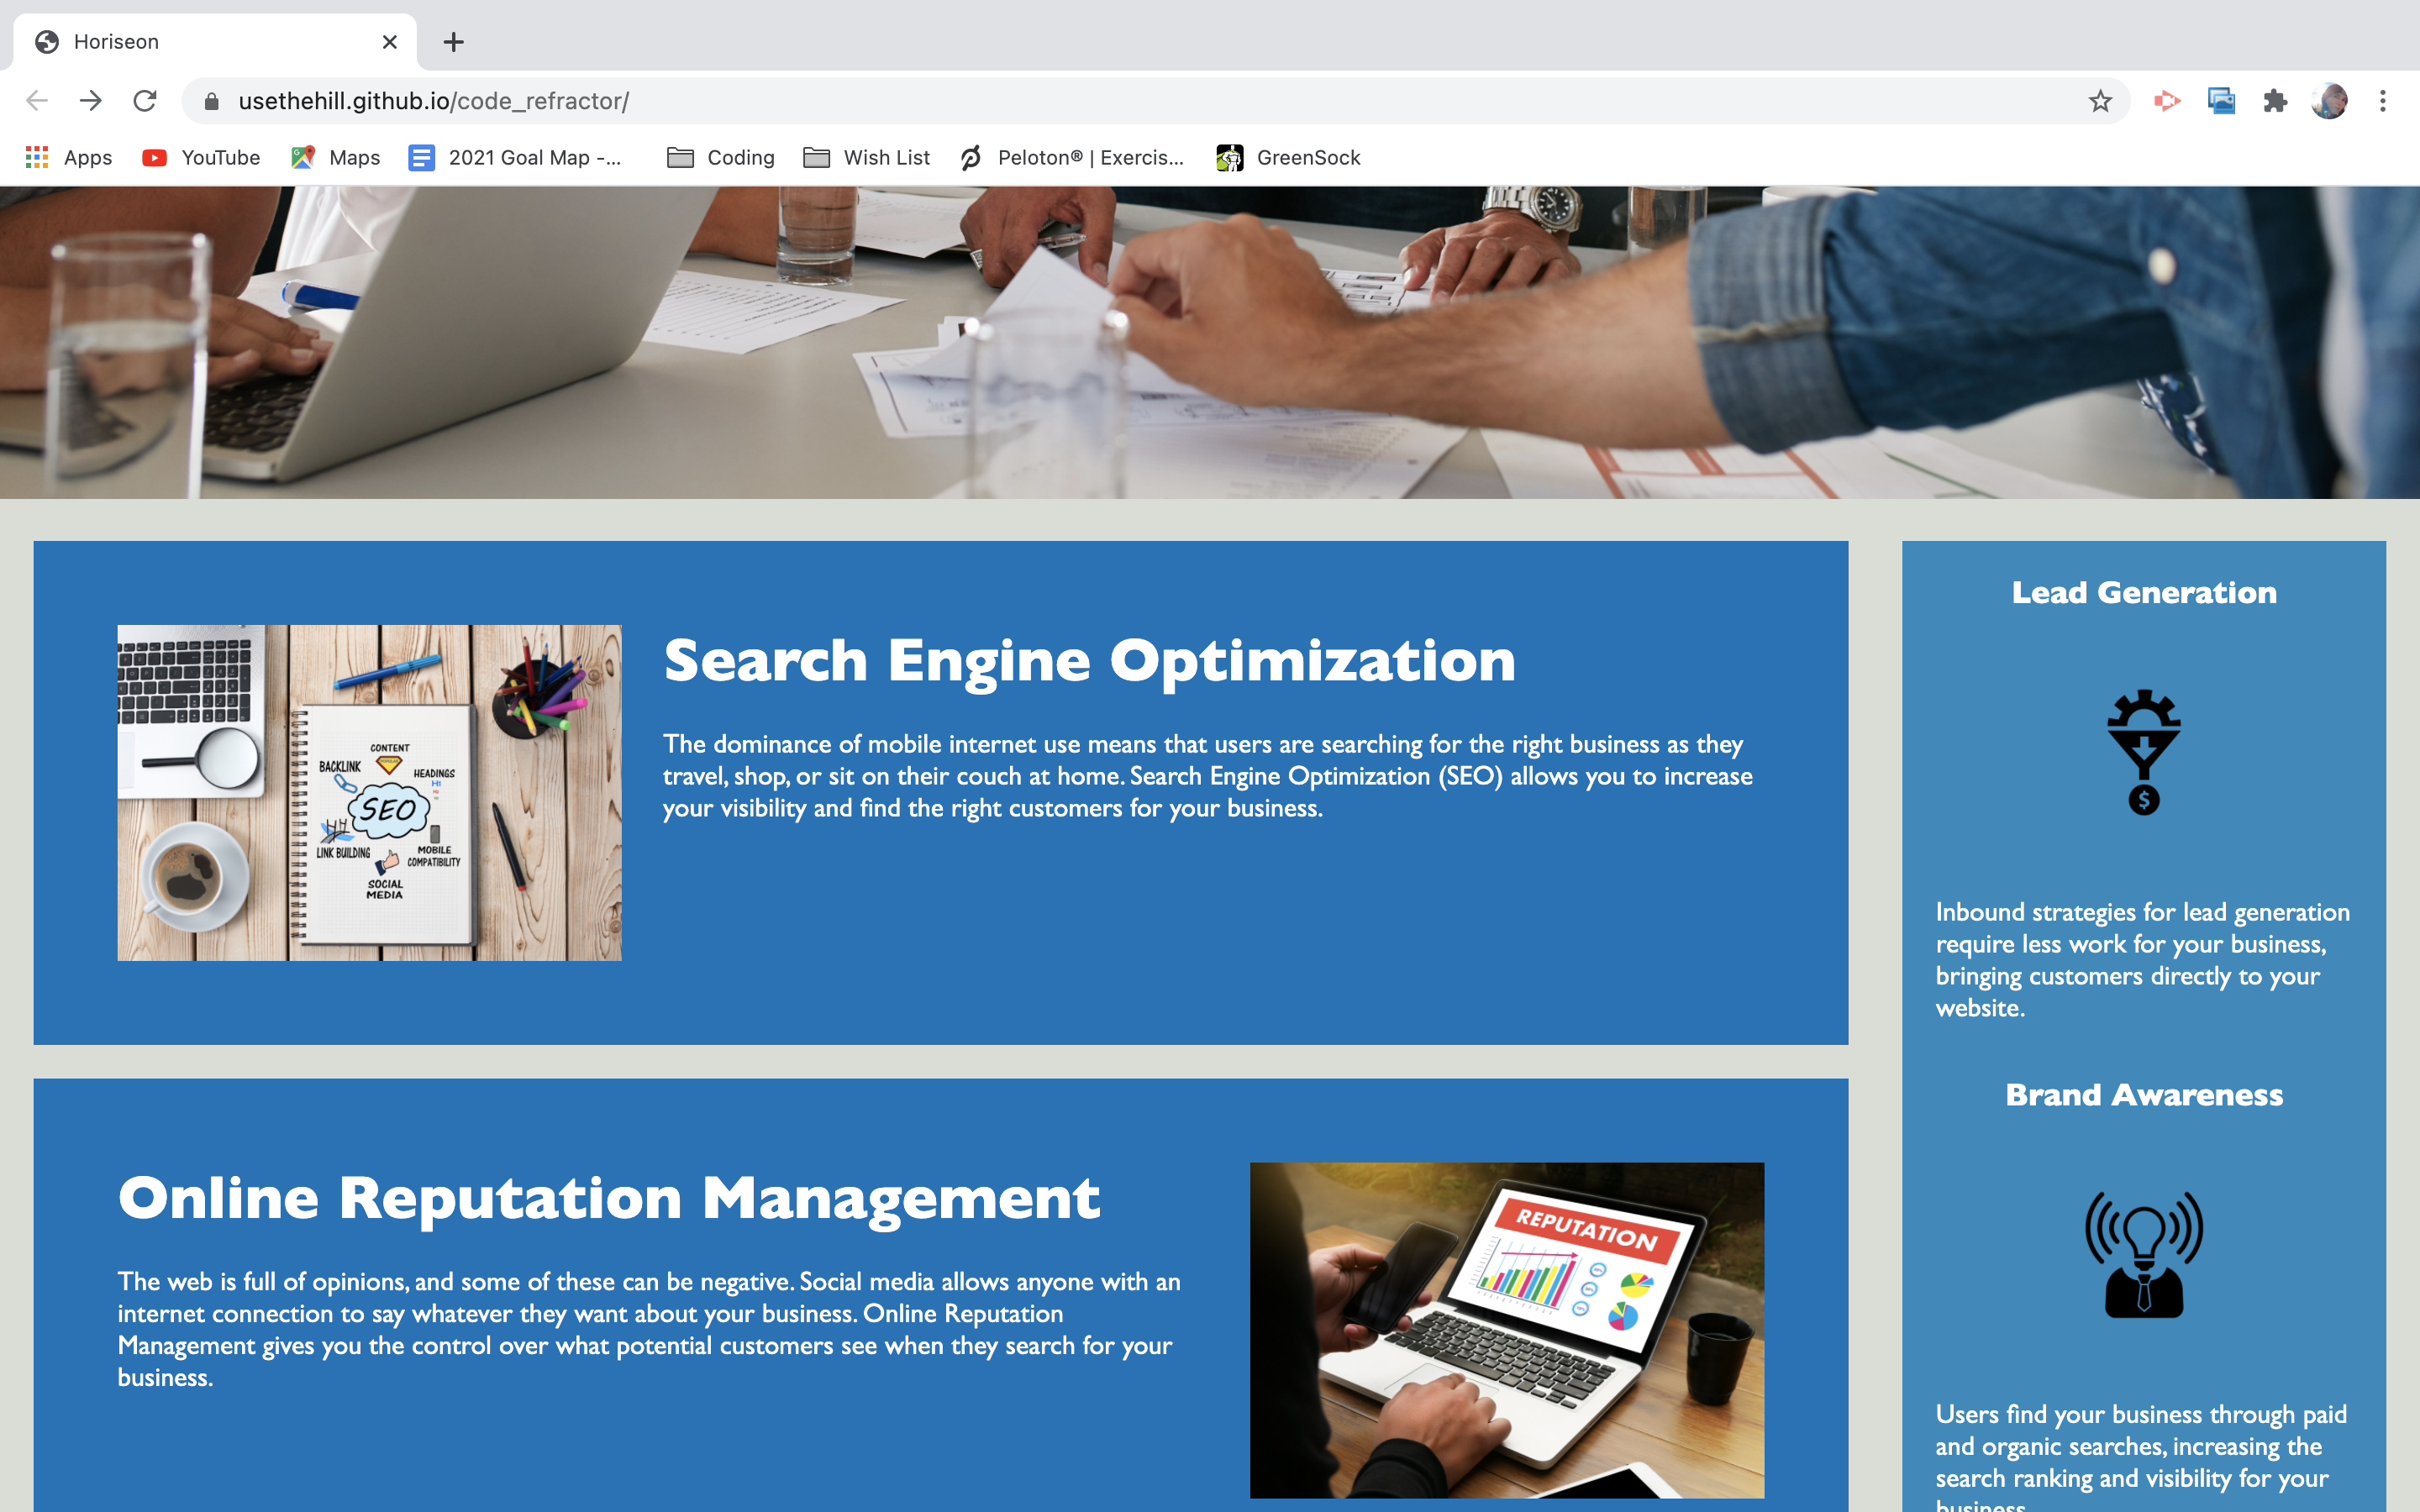 Horiseon
usethehill.github.io/code_refractor/
Apps YouTube Maps 2021 Goal Map -... Coding Wish List Peloton® | Exercis... GreenSock
Search Engine Optimization
The dominance of mobile internet use means that users are searching for the right business as they
travel, shop, or sit on their couch at home. Search Engine Optimization (SEO) allows you to increase
your visibility and find the right customers for your business.
CONTENT
BACKLINK
HEADINGS
H1
SEO
LINK BUILDING
MOBILE
COMPATIBILITY
SOCIAL
MEDIA
Online Reputation Management
The web is full of opinions, and some of these can be negative. Social media allows anyone with an
internet connection to say whatever they want about your business. Online Reputation
Management gives you the control over what potential customers see when they search for your
business.
REPUTATION
Lead Generation
$
Inbound strategies for lead generation
require less work for your business,
bringing customers directly to your
website.
Brand Awareness
Users find your business through paid
and organic searches, increasing the
search ranking and visibility for your
business.